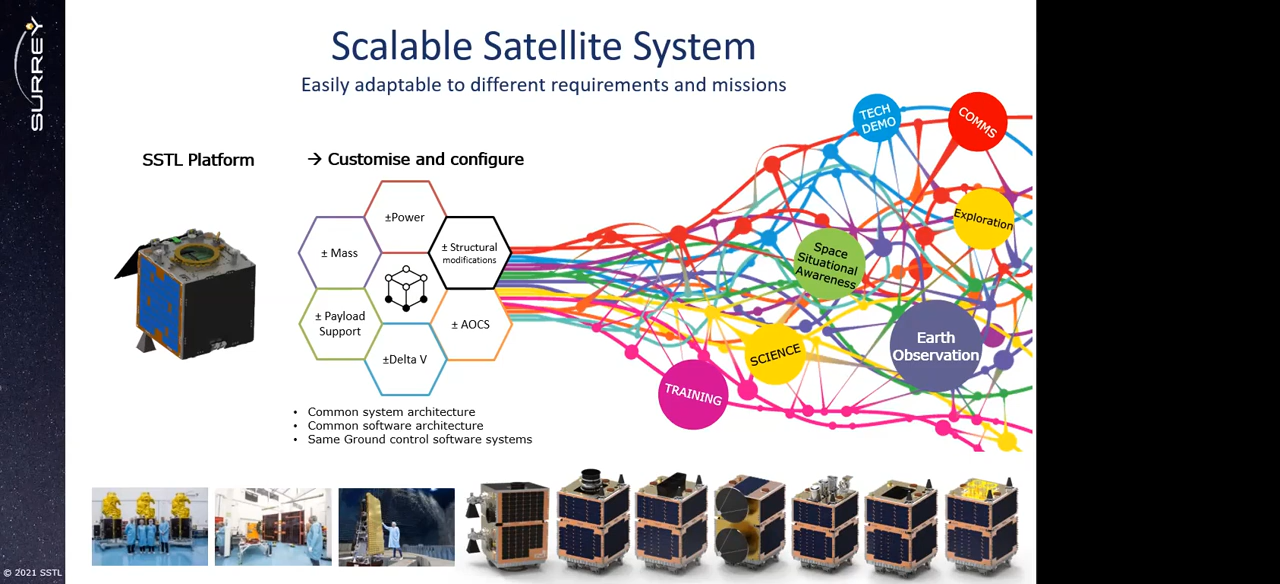 SURREY
Scalable Satellite System
Easily adaptable to different requirements and missions
SSTL Platform
→ Customise and configure
±Power
± Mass
± Structural
modifications
± Payload
Support
± AOCS
±Delta V
• Common system architecture
• Common software architecture
• Same Ground control software systems
TECH
DEMO
COMMS
Exploration
Space
Situational
Awareness
Earth
Observation
SCIENCE
TRAINING
© 2021 SSTL